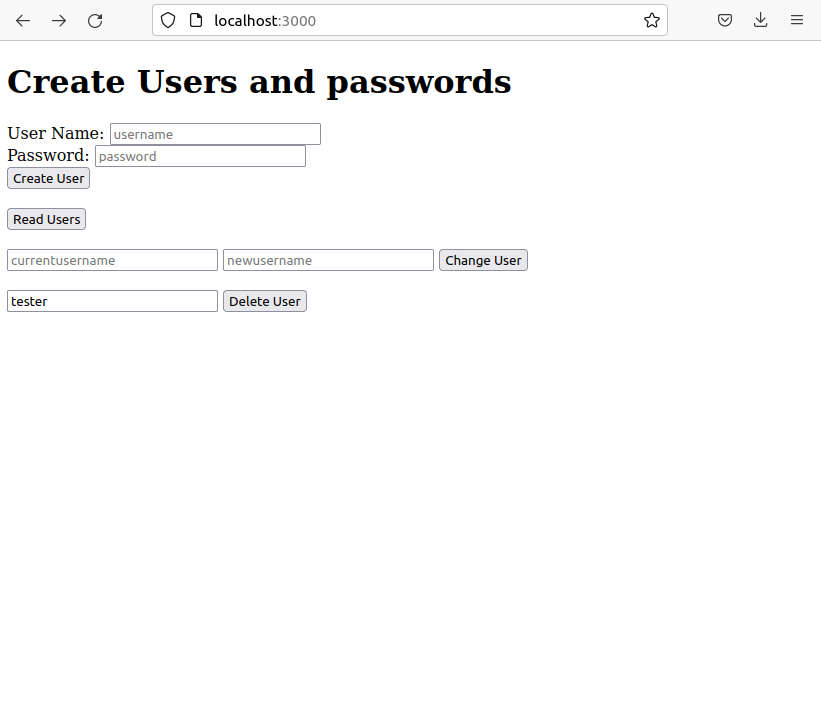 localhost:3000
Create Users and passwords
User Name: username
Password: password
Create User
Read Users
currentusername newusername Change User
tester Delete User